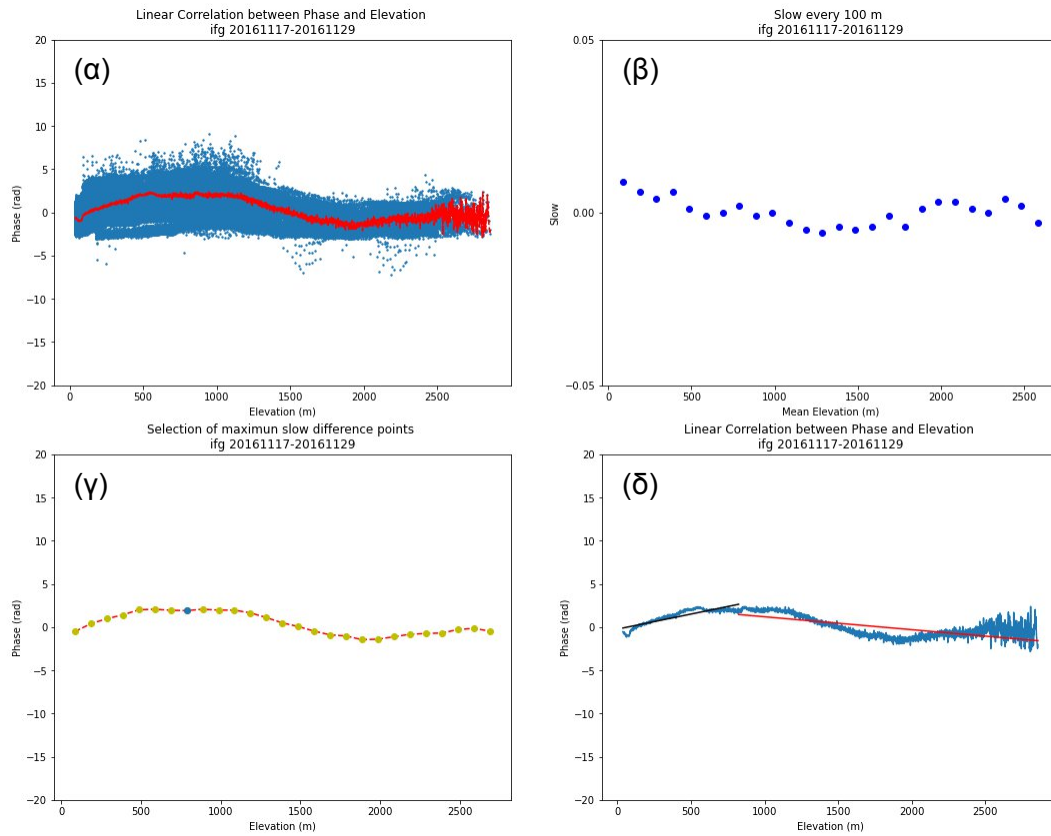 Linear Correlation between Phase and Elevation
ifg 20161117-20161129
(α)
20
15
10
5
0
−5
−10
−15
−20
Phase (rad)
0
500
1000
1500
2000
2500
Elevation (m)
Slow every 100 m
ifg 20161117-20161129
(β)
0.05
0.00
−0.05
Slow
0
500
1000
1500
2000
2500
Mean Elevation (m)
Selection of maximun slow difference points
ifg 20161117-20161129
(γ)
20
15
10
5
0
−5
−10
−15
−20
Phase (rad)
0
500
1000
1500
2000
2500
Elevation (m)
Linear Correlation between Phase and Elevation
ifg 20161117-20161129
(δ)
20
15
10
5
0
−5
−10
−15
−20
Phase (rad)
0
500
1000
1500
2000
2500
Elevation (m)